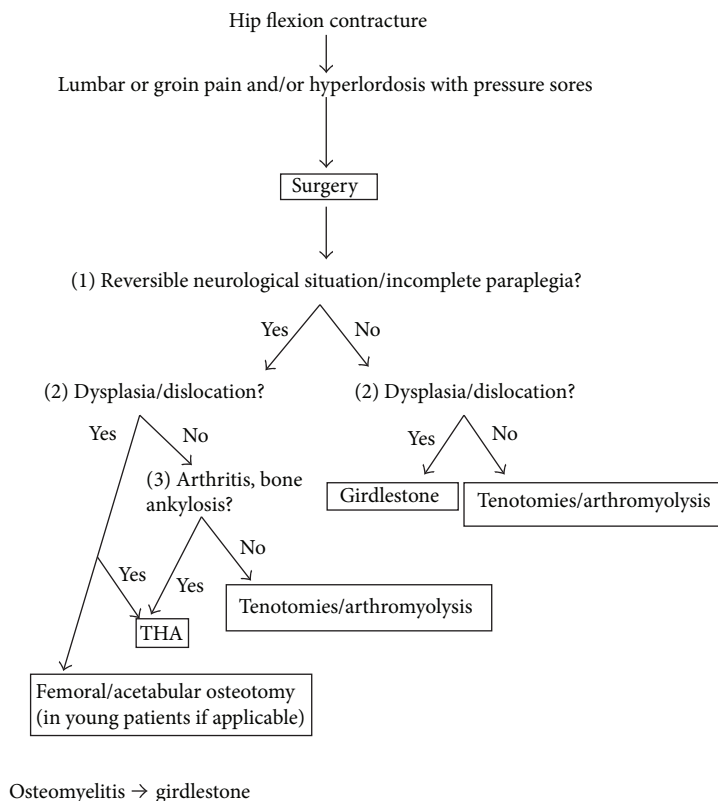 Hip flexion contracture
Lumbar or groin pain and/or hyperlordosis with pressure sores
Surgery
(1) Reversible neurological situation/incomplete paraplegia?
Yes
No
(2) Dysplasia/dislocation?
(2) Dysplasia/dislocation?
Yes
No
Yes
No
(3) Arthritis, bone
ankylosis?
Girdlestone
Tenotomies/arthromyolysis
Yes
Yes
No
THA
Tenotomies/arthromyolysis
Femoral/acetabular osteotomy
(in young patients if applicable)
Osteomyelitis → girdlestone